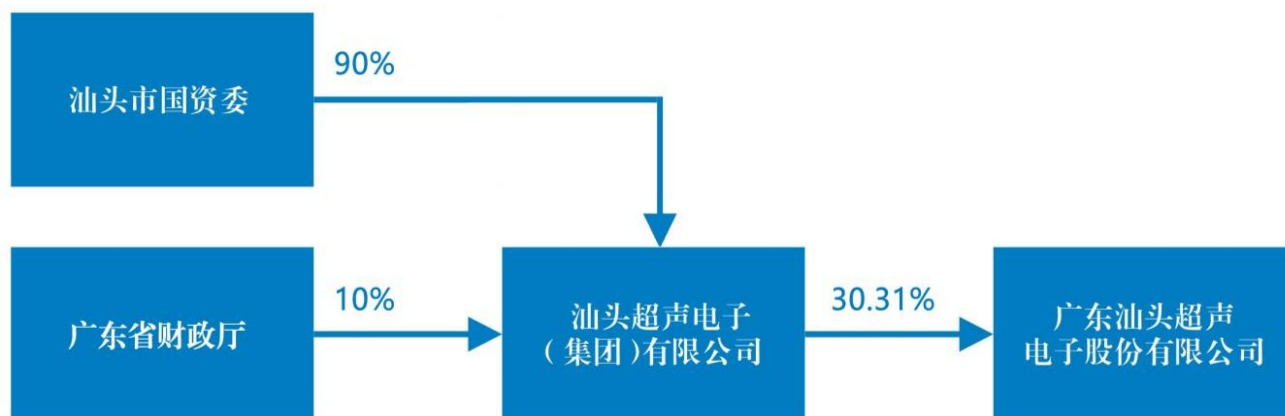 汕头市国资委
90%
广东省财政厅
10%
汕头超声电子
（集团）有限公司
30.31%
广东汕头超声
电子股份有限公司